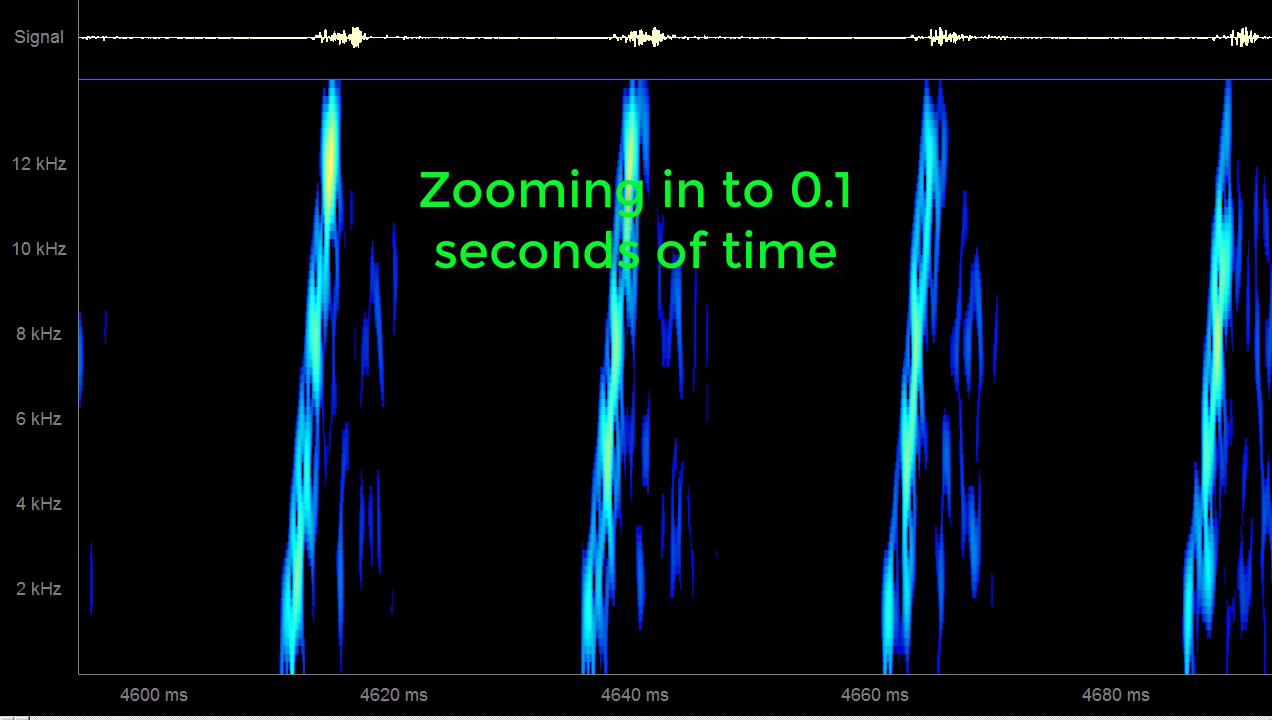 Signal
12 kHz
Zooming in to 0.1
seconds of time
10 kHz
8 kHz
6 kHz
4 kHz
2 kHz
4600 ms 4620 ms 4640 ms 4660 ms 4680 ms